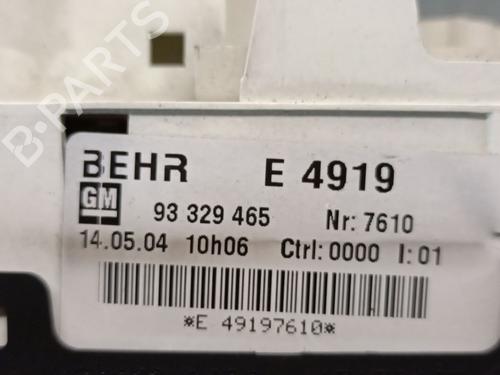 BEHR E 4919
GM 93 329 465 Nr: 7610
14.05.04 10h06 Ctrl: 0000 I: 01
*E 49197610*
B-PARTS